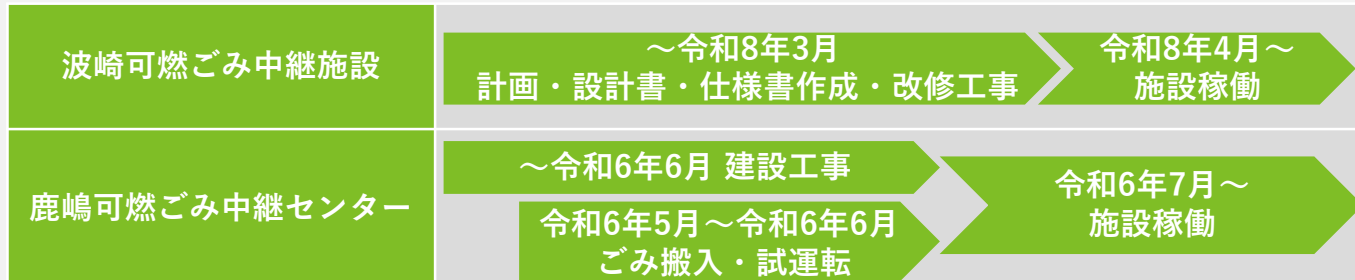 波崎可燃ごみ中継施設
～令和8年3月
計画・設計書・仕様書作成・改修工事
令和8年4月～
施設稼働
鹿嶋可燃ごみ中継センター
～令和6年6月 建設工事
令和6年5月～令和6年6月
ごみ搬入・試運転
令和6年7月～
施設稼働